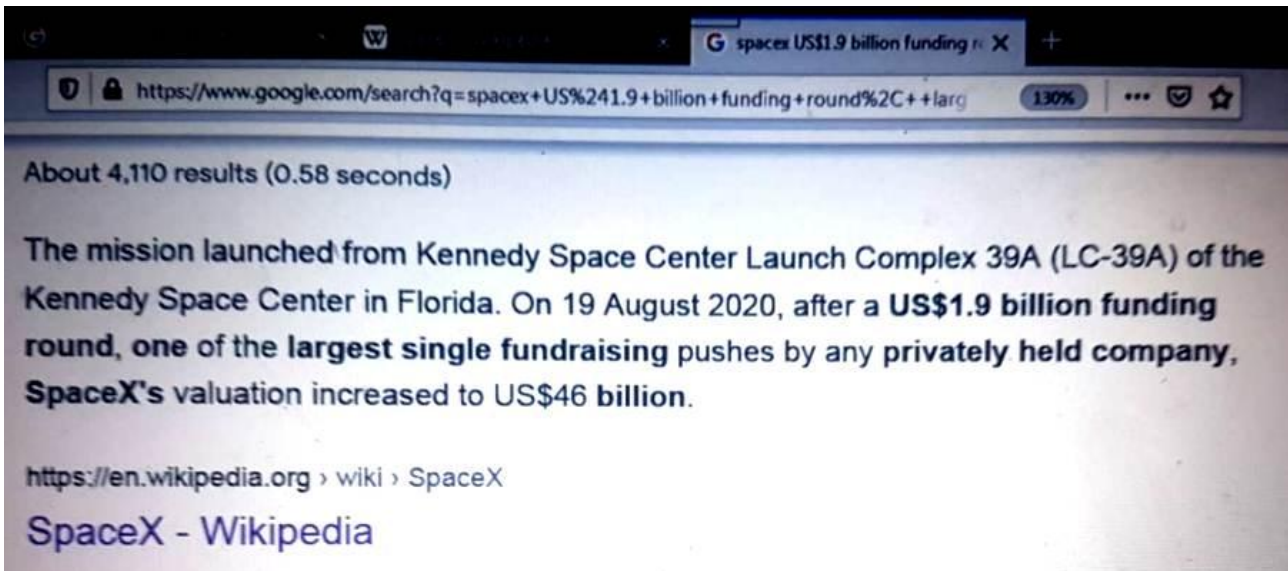 spacex US$1.9 billion funding
https://www.google.com/search?q=spacex+US%241.9+billion+funding+round%2C++larg
130%
About 4,110 results (0.58 seconds)
The mission launched from Kennedy Space Center Launch Complex 39A (LC-39A) of the
Kennedy Space Center in Florida. On 19 August 2020, after a US$1.9 billion funding
round, one of the largest single fundraising pushes by any privately held company,
SpaceX's valuation increased to US$46 billion.
https://en.wikipedia.org › wiki › SpaceX
SpaceX - Wikipedia